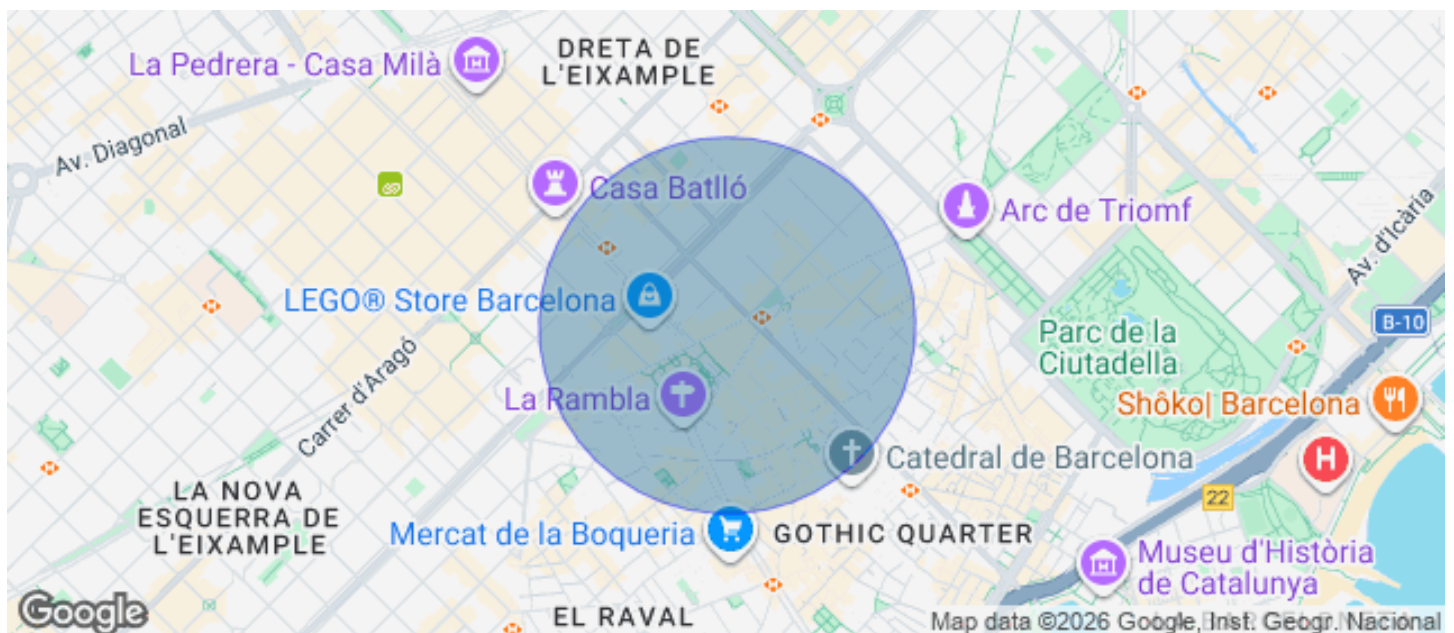 DRETA DE
L'EIXAMPLE
La Pedrera - Casa Milà
Av. Diagonal
Casa Batlló
Arc de Triomf
Av. d'Icària
LEGO® Store Barcelona
B-10
Parc de la
Ciutadella
Carrer d'Aragó
La Rambla
Shôko| Barcelona
Catedral de Barcelona
H
LA NOVA
ESQUERRA DE
L'EIXAMPLE
22
Mercat de la Boqueria
GOTHIC QUARTER
Museu d'Història
de Catalunya
EL RAVAL
Google
Map data ©2026 Google, Inst. Geogr. Nacional